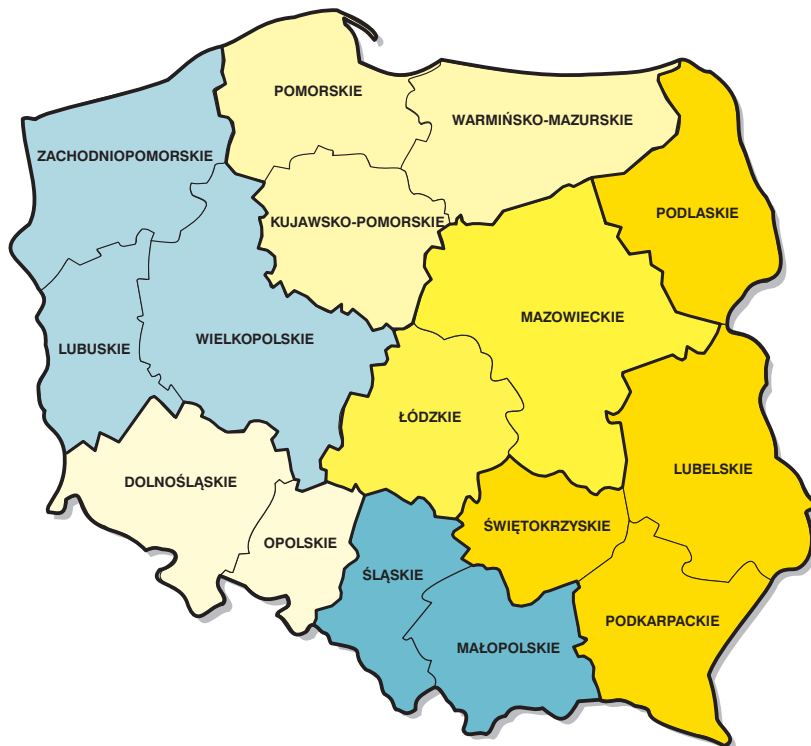 POMORSKIE
WARMIŃSKO-MAZURSKIE
ZACHODNIOPOMORSKIE
PODLASKIE
KUJAWSKO-POMORSKIE
MAZOWIECKIE
WIELKOPOLSKIE
LUBUSKIE
ŁÓDZKIE
LUBELSKIE
DOLNOŚLĄSKIE
ŚWIĘTOKRZYSKIE
OPOLSKIE
ŚLĄSKIE
PODKARPACKIE
MAŁOPOLSKIE